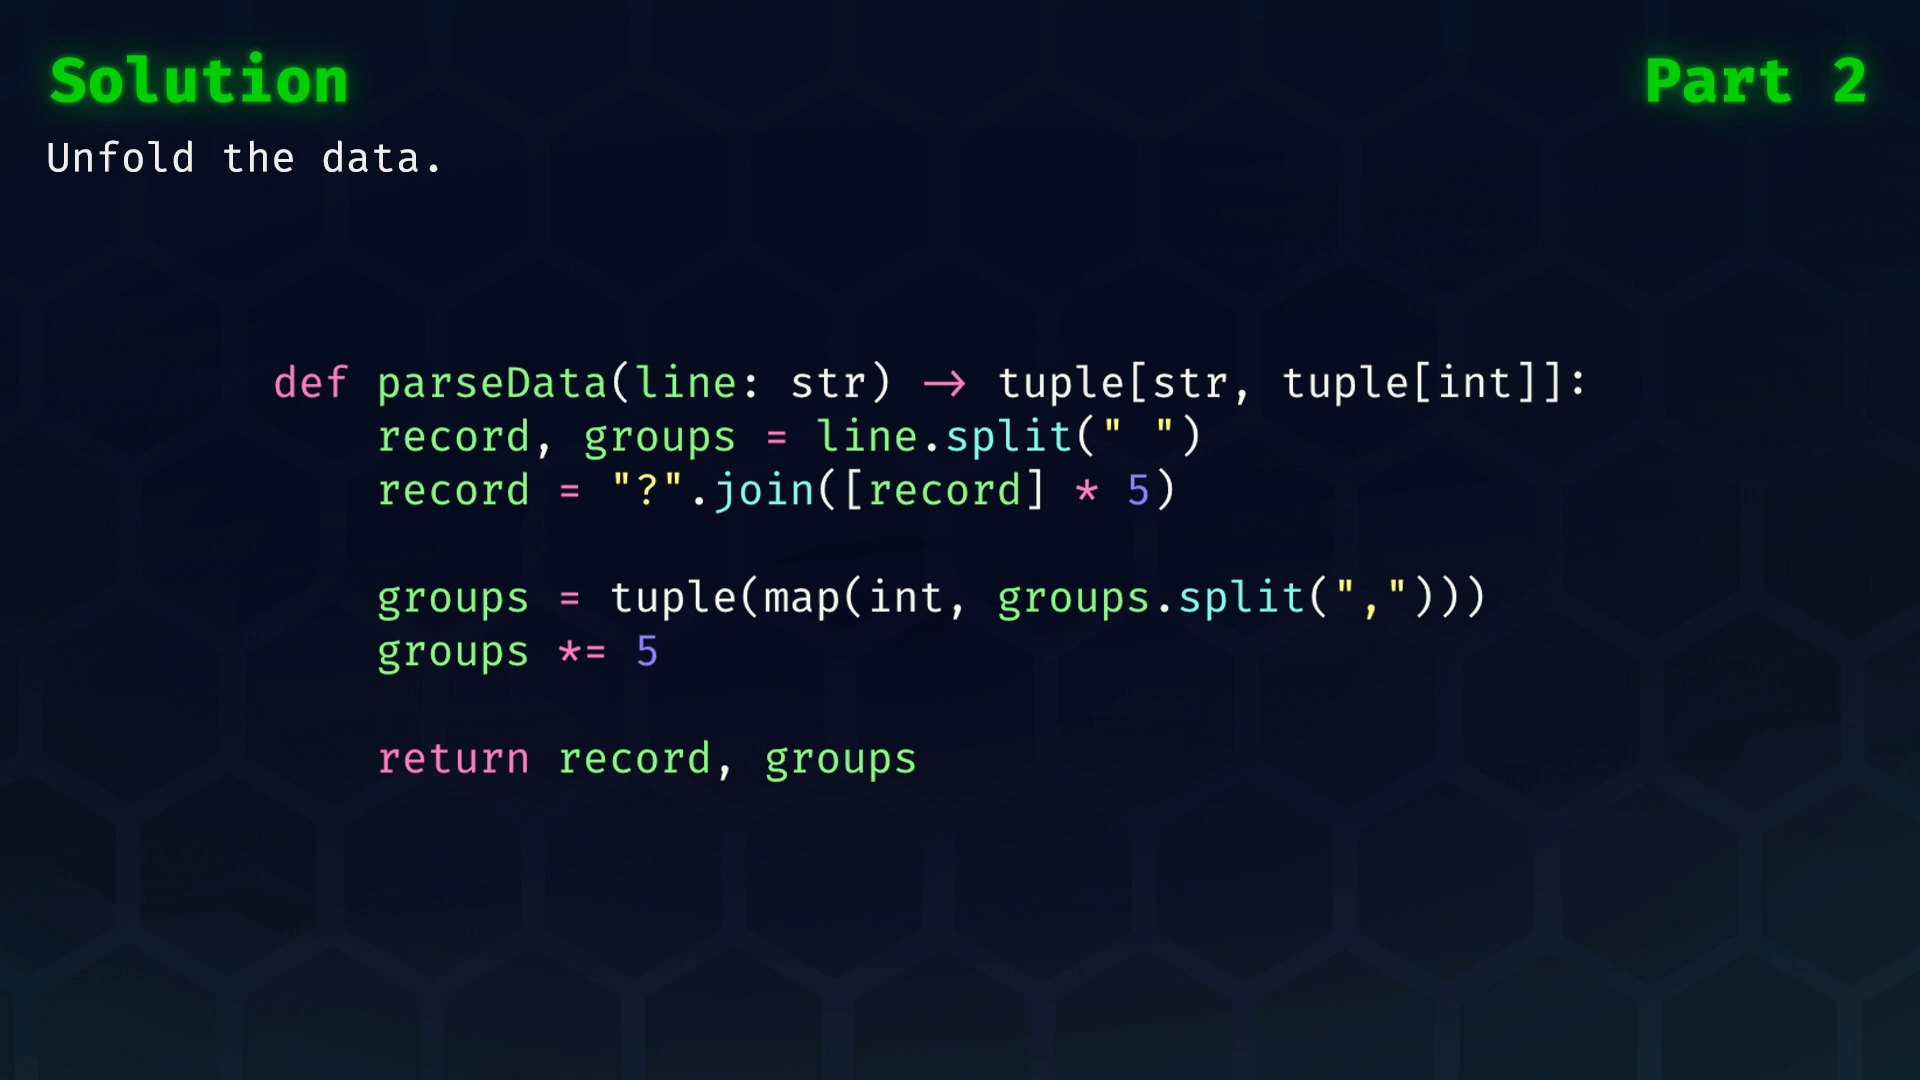 Solution
Part 2
Unfold the data.
def parseData(line: str) -> tuple[str, tuple[int]]:
    record, groups = line.split(" ")
    record = "?".join([record] * 5)
    groups = tuple(map(int, groups.split(",")))
    groups *= 5
    return record, groups